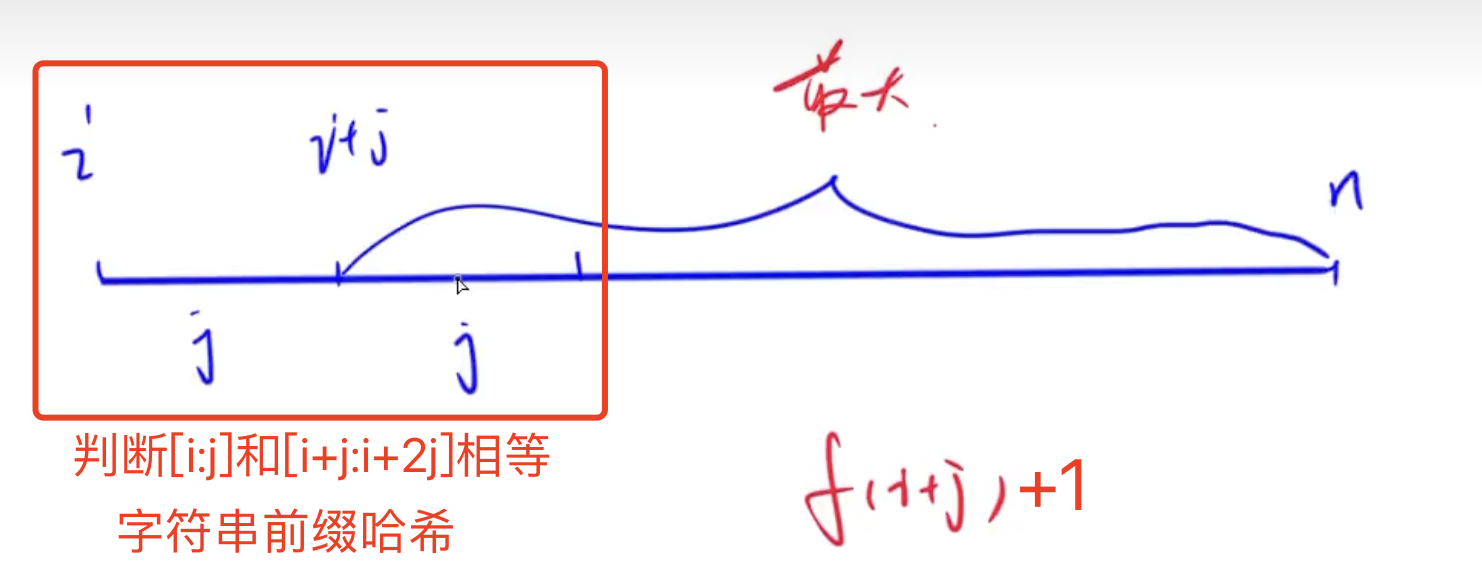 最大
i i+j n
j j
判断[i:j]和[i+j:i+2j]相等
f(i+j)+1
字符串前缀哈希